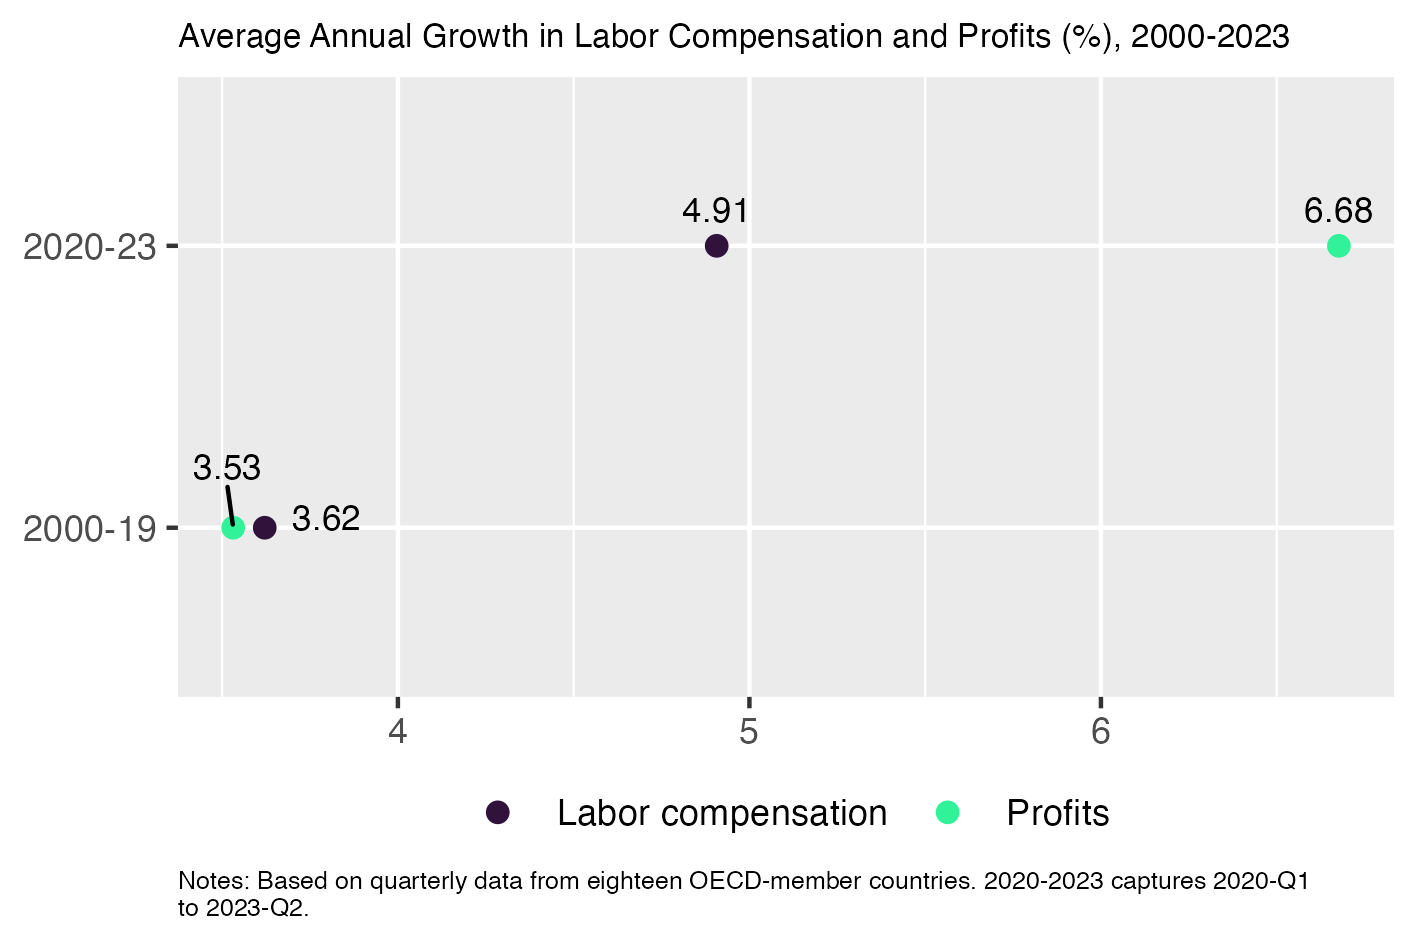 Average Annual Growth in Labor Compensation and Profits (%), 2000-2023
4.91
6.68
2020-23
3.53
3.62
2000-19
4
5
6
Labor compensation
Profits
Notes: Based on quarterly data from eighteen OECD-member countries. 2020-2023 captures 2020-Q1
to 2023-Q2.